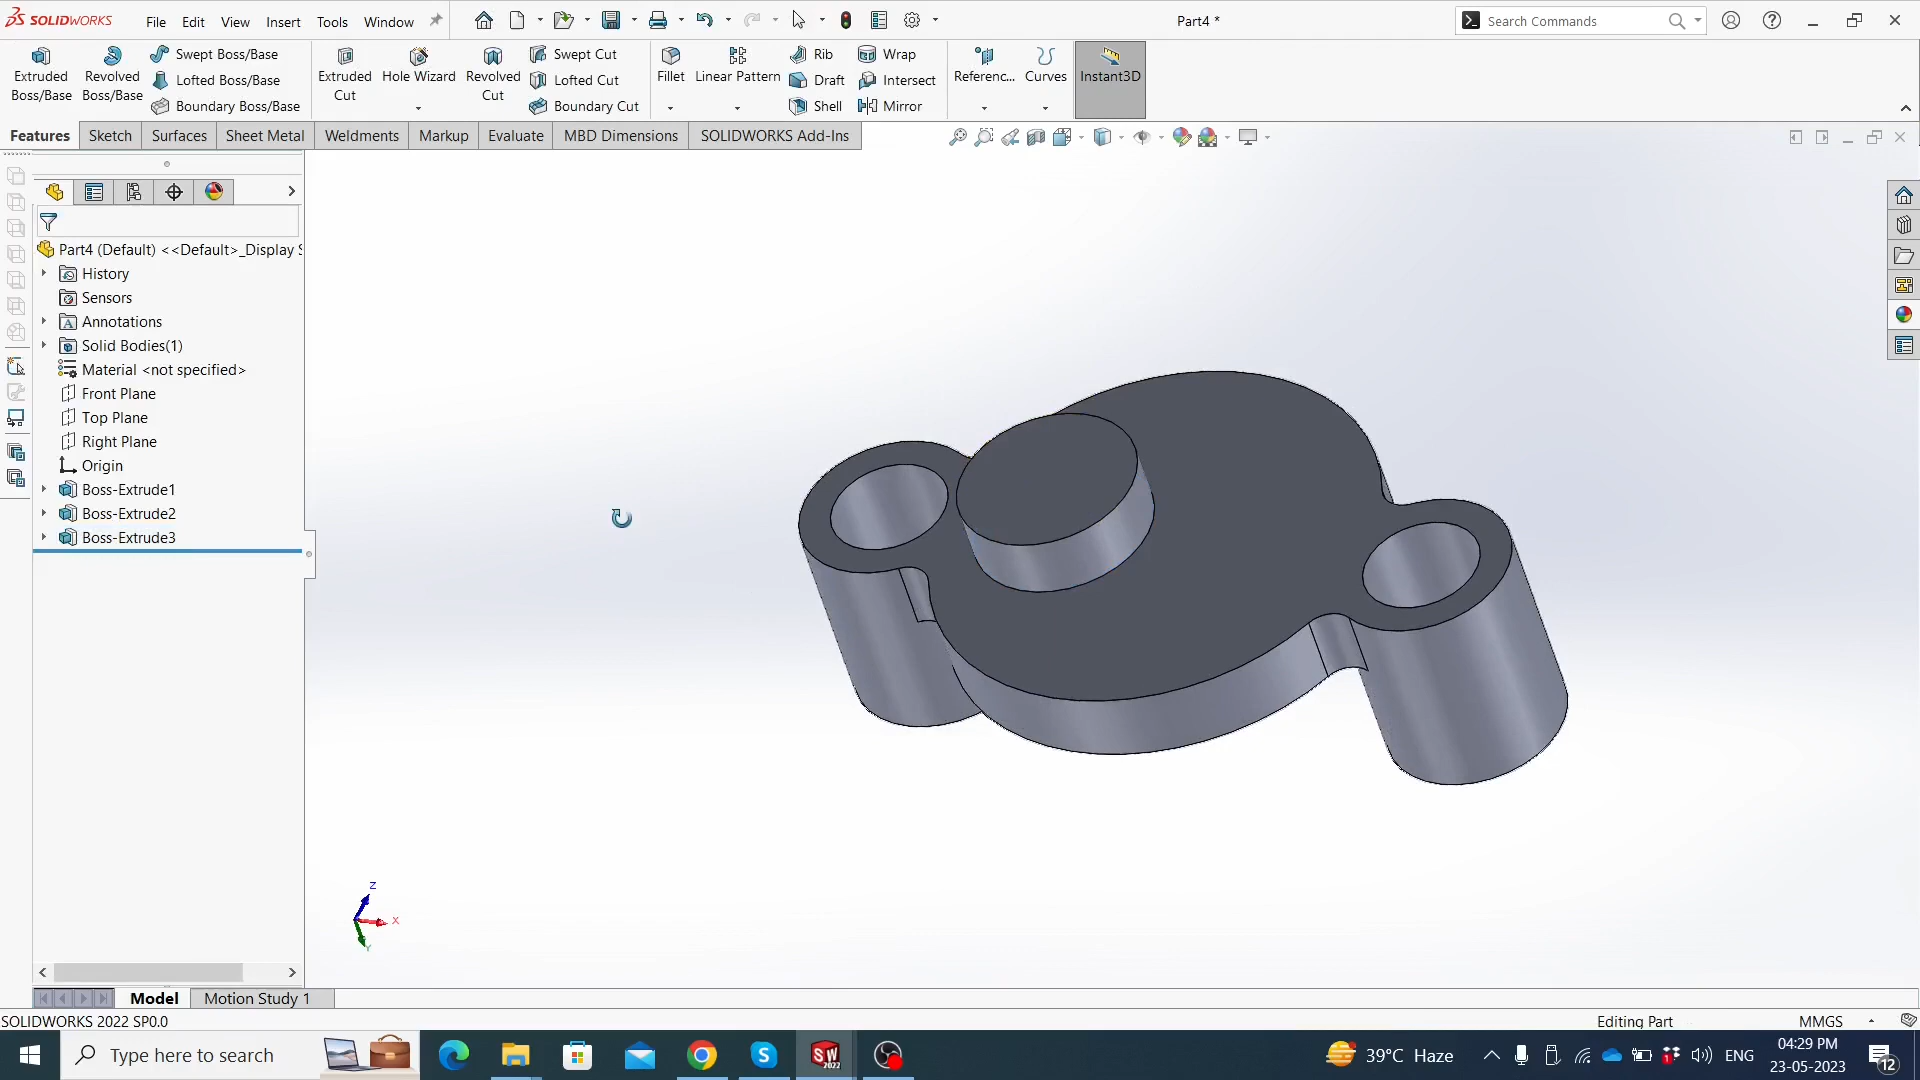 SOLIDWORKS
File Edit View Insert Tools Window
Part4 *
Search Commands
Extruded Boss/Base
Revolved Boss/Base
Swept Boss/Base
Lofted Boss/Base
Boundary Boss/Base
Extruded Cut
Hole Wizard
Revolved Cut
Swept Cut
Lofted Cut
Boundary Cut
Fillet
Linear Pattern
Rib
Draft
Shell
Wrap
Intersect
Mirror
Referenc...
Curves
Instant3D
Features Sketch Surfaces Sheet Metal Weldments Markup Evaluate MBD Dimensions SOLIDWORKS Add-Ins
Part4 (Default) <<Default>_Display S
History
Sensors
Annotations
Solid Bodies(1)
Material <not specified>
Front Plane
Top Plane
Right Plane
Origin
Boss-Extrude1
Boss-Extrude2
Boss-Extrude3
Z
X
Y
Model Motion Study 1
SOLIDWORKS 2022 SP0.0
Editing Part MMGS
Type here to search
SW
2022
39°C Haze
ENG
04:29 PM
23-05-2023
12